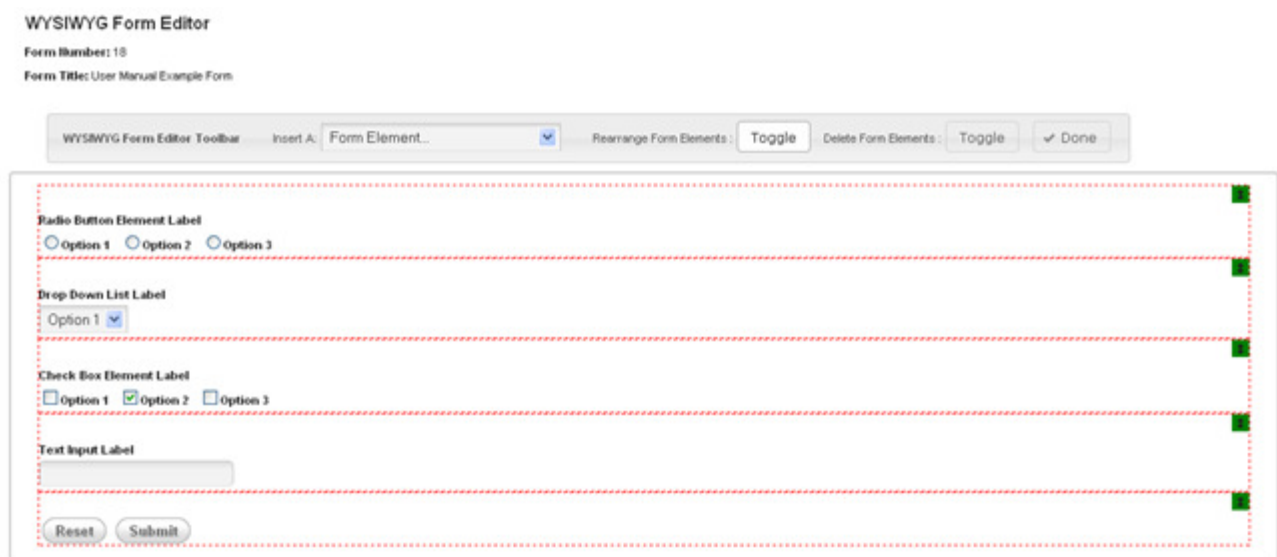 WYSIWYG Form Editor
Form Number: 18
Form Title: User Manual Example Form
WYSIWYG Form Editor Toolbar Insert A: Form Element... Rearrange Form Elements : Toggle Delete Form Elements : Toggle ✓ Done
Radio Button Element Label
Option 1 Option 2 Option 3
Drop Down List Label
Option 1
Check Box Element Label
Option 1 Option 2 Option 3
Text Input Label
Reset Submit